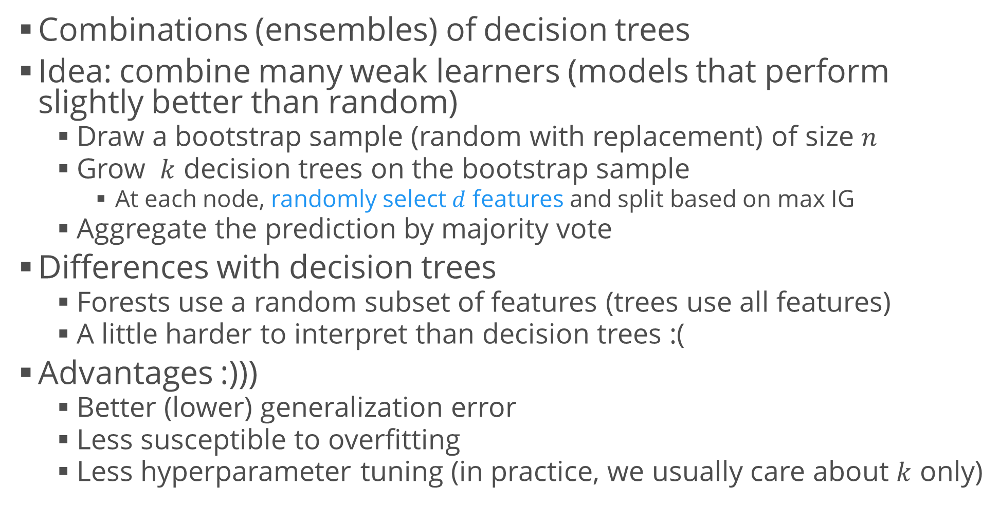 ▪ Combinations (ensembles) of decision trees
▪ Idea: combine many weak learners (models that perform
slightly better than random)
▪ Draw a bootstrap sample (random with replacement) of size n
▪ Grow k decision trees on the bootstrap sample
▪ At each node, randomly select d features and split based on max IG
▪ Aggregate the prediction by majority vote
▪ Differences with decision trees
▪ Forests use a random subset of features (trees use all features)
▪ A little harder to interpret than decision trees :(
▪ Advantages :)))
▪ Better (lower) generalization error
▪ Less susceptible to overfitting
▪ Less hyperparameter tuning (in practice, we usually care about k only)